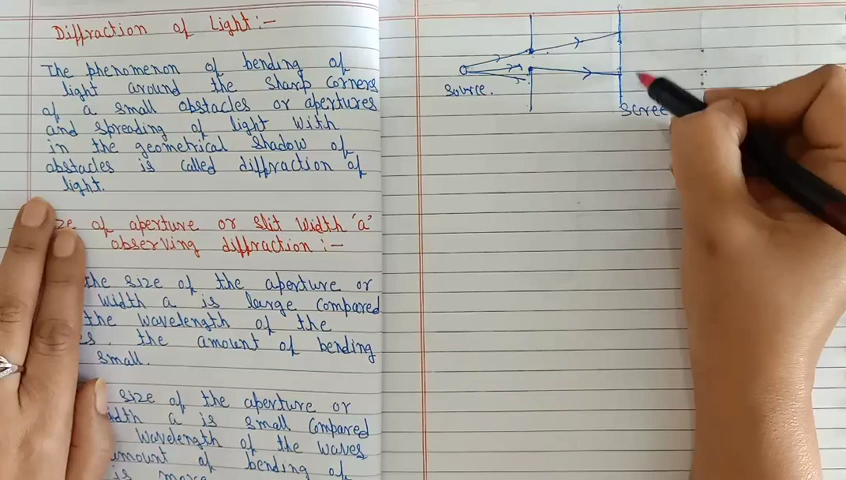 Diffraction of Light:-
The phenomenon of bending of
light around the sharp corners
of a small obstacles or apertures
and spreading of light with
in the geometrical shadow of
obstacles is called diffraction of
light.
of aperture or slit width 'a'
observing diffraction:-
the size of the aperture or
width a is large compared
the wavelength of the
the amount of bending
small.
size of the aperture or
a is small compared
wavelength of the waves
amount of bending of
is more
Source.